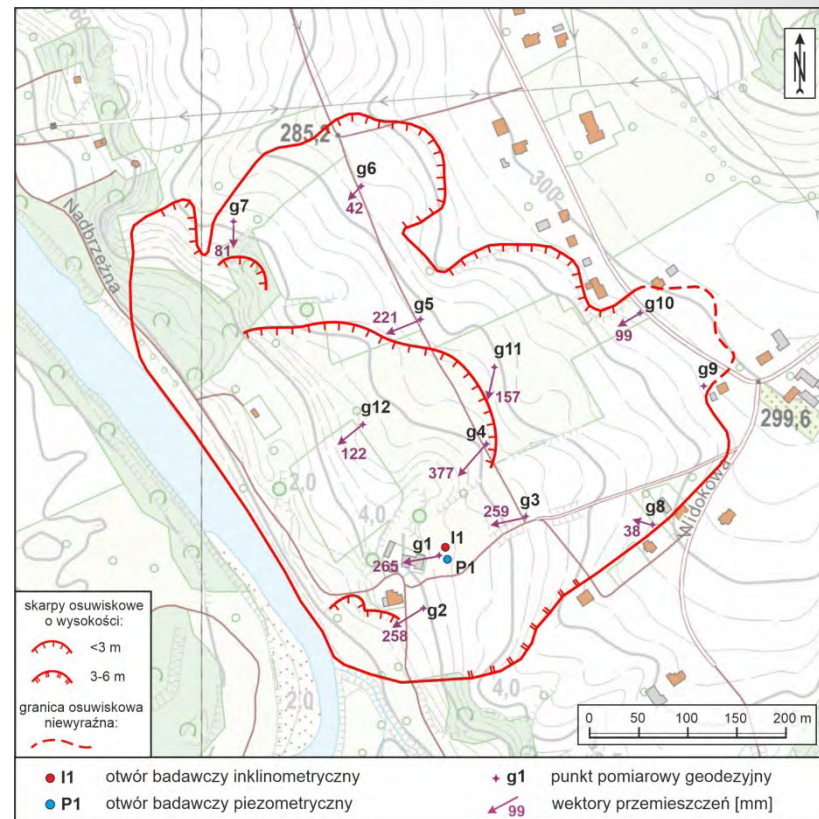 N
285,2
g6
42
Nadbrzeżna
g7
81
300
g5
221
g10
99
g11
157
g9
299,6
g12
122
g4
377
2,0
4,0
259
g3
Widokowa
g8
38
I1
g1
265
P1
g2
258
2,0
4,0
skarpy osuwiskowe
o wysokości:
<3 m
3-6 m
granica osuwiskowa
niewyraźna:
0 50 100 150 200 m
I1 otwór badawczy inklinometryczny
g1 punkt pomiarowy geodezyjny
P1 otwór badawczy piezometryczny
99 wektory przemieszczeń [mm]